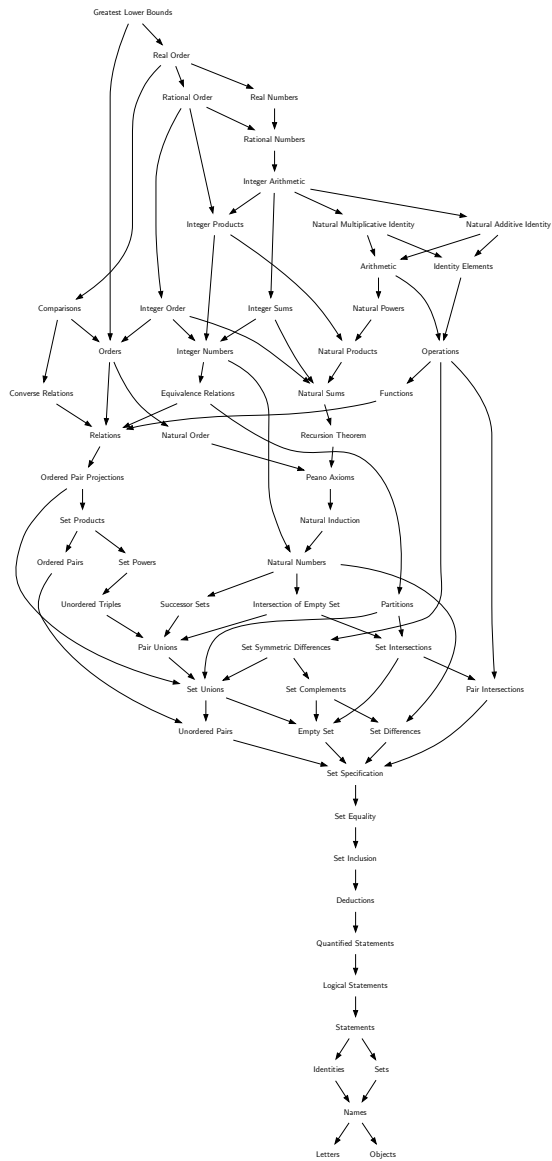 Greatest Lower Bounds
Real Order
Rational Order
Real Numbers
Rational Numbers
Integer Arithmetic
Integer Products
Natural Multiplicative Identity
Natural Additive Identity
Arithmetic
Identity Elements
Comparisons
Integer Order
Integer Sums
Natural Powers
Orders
Integer Numbers
Natural Products
Operations
Converse Relations
Equivalence Relations
Natural Sums
Functions
Relations
Natural Order
Recursion Theorem
Ordered Pair Projections
Peano Axioms
Set Products
Natural Induction
Ordered Pairs
Set Powers
Natural Numbers
Unordered Triples
Successor Sets
Intersection of Empty Set
Partitions
Pair Unions
Set Symmetric Differences
Set Intersections
Set Unions
Set Complements
Pair Intersections
Unordered Pairs
Empty Set
Set Differences
Set Specification
Set Equality
Set Inclusion
Deductions
Quantified Statements
Logical Statements
Statements
Identities
Sets
Names
Letters
Objects